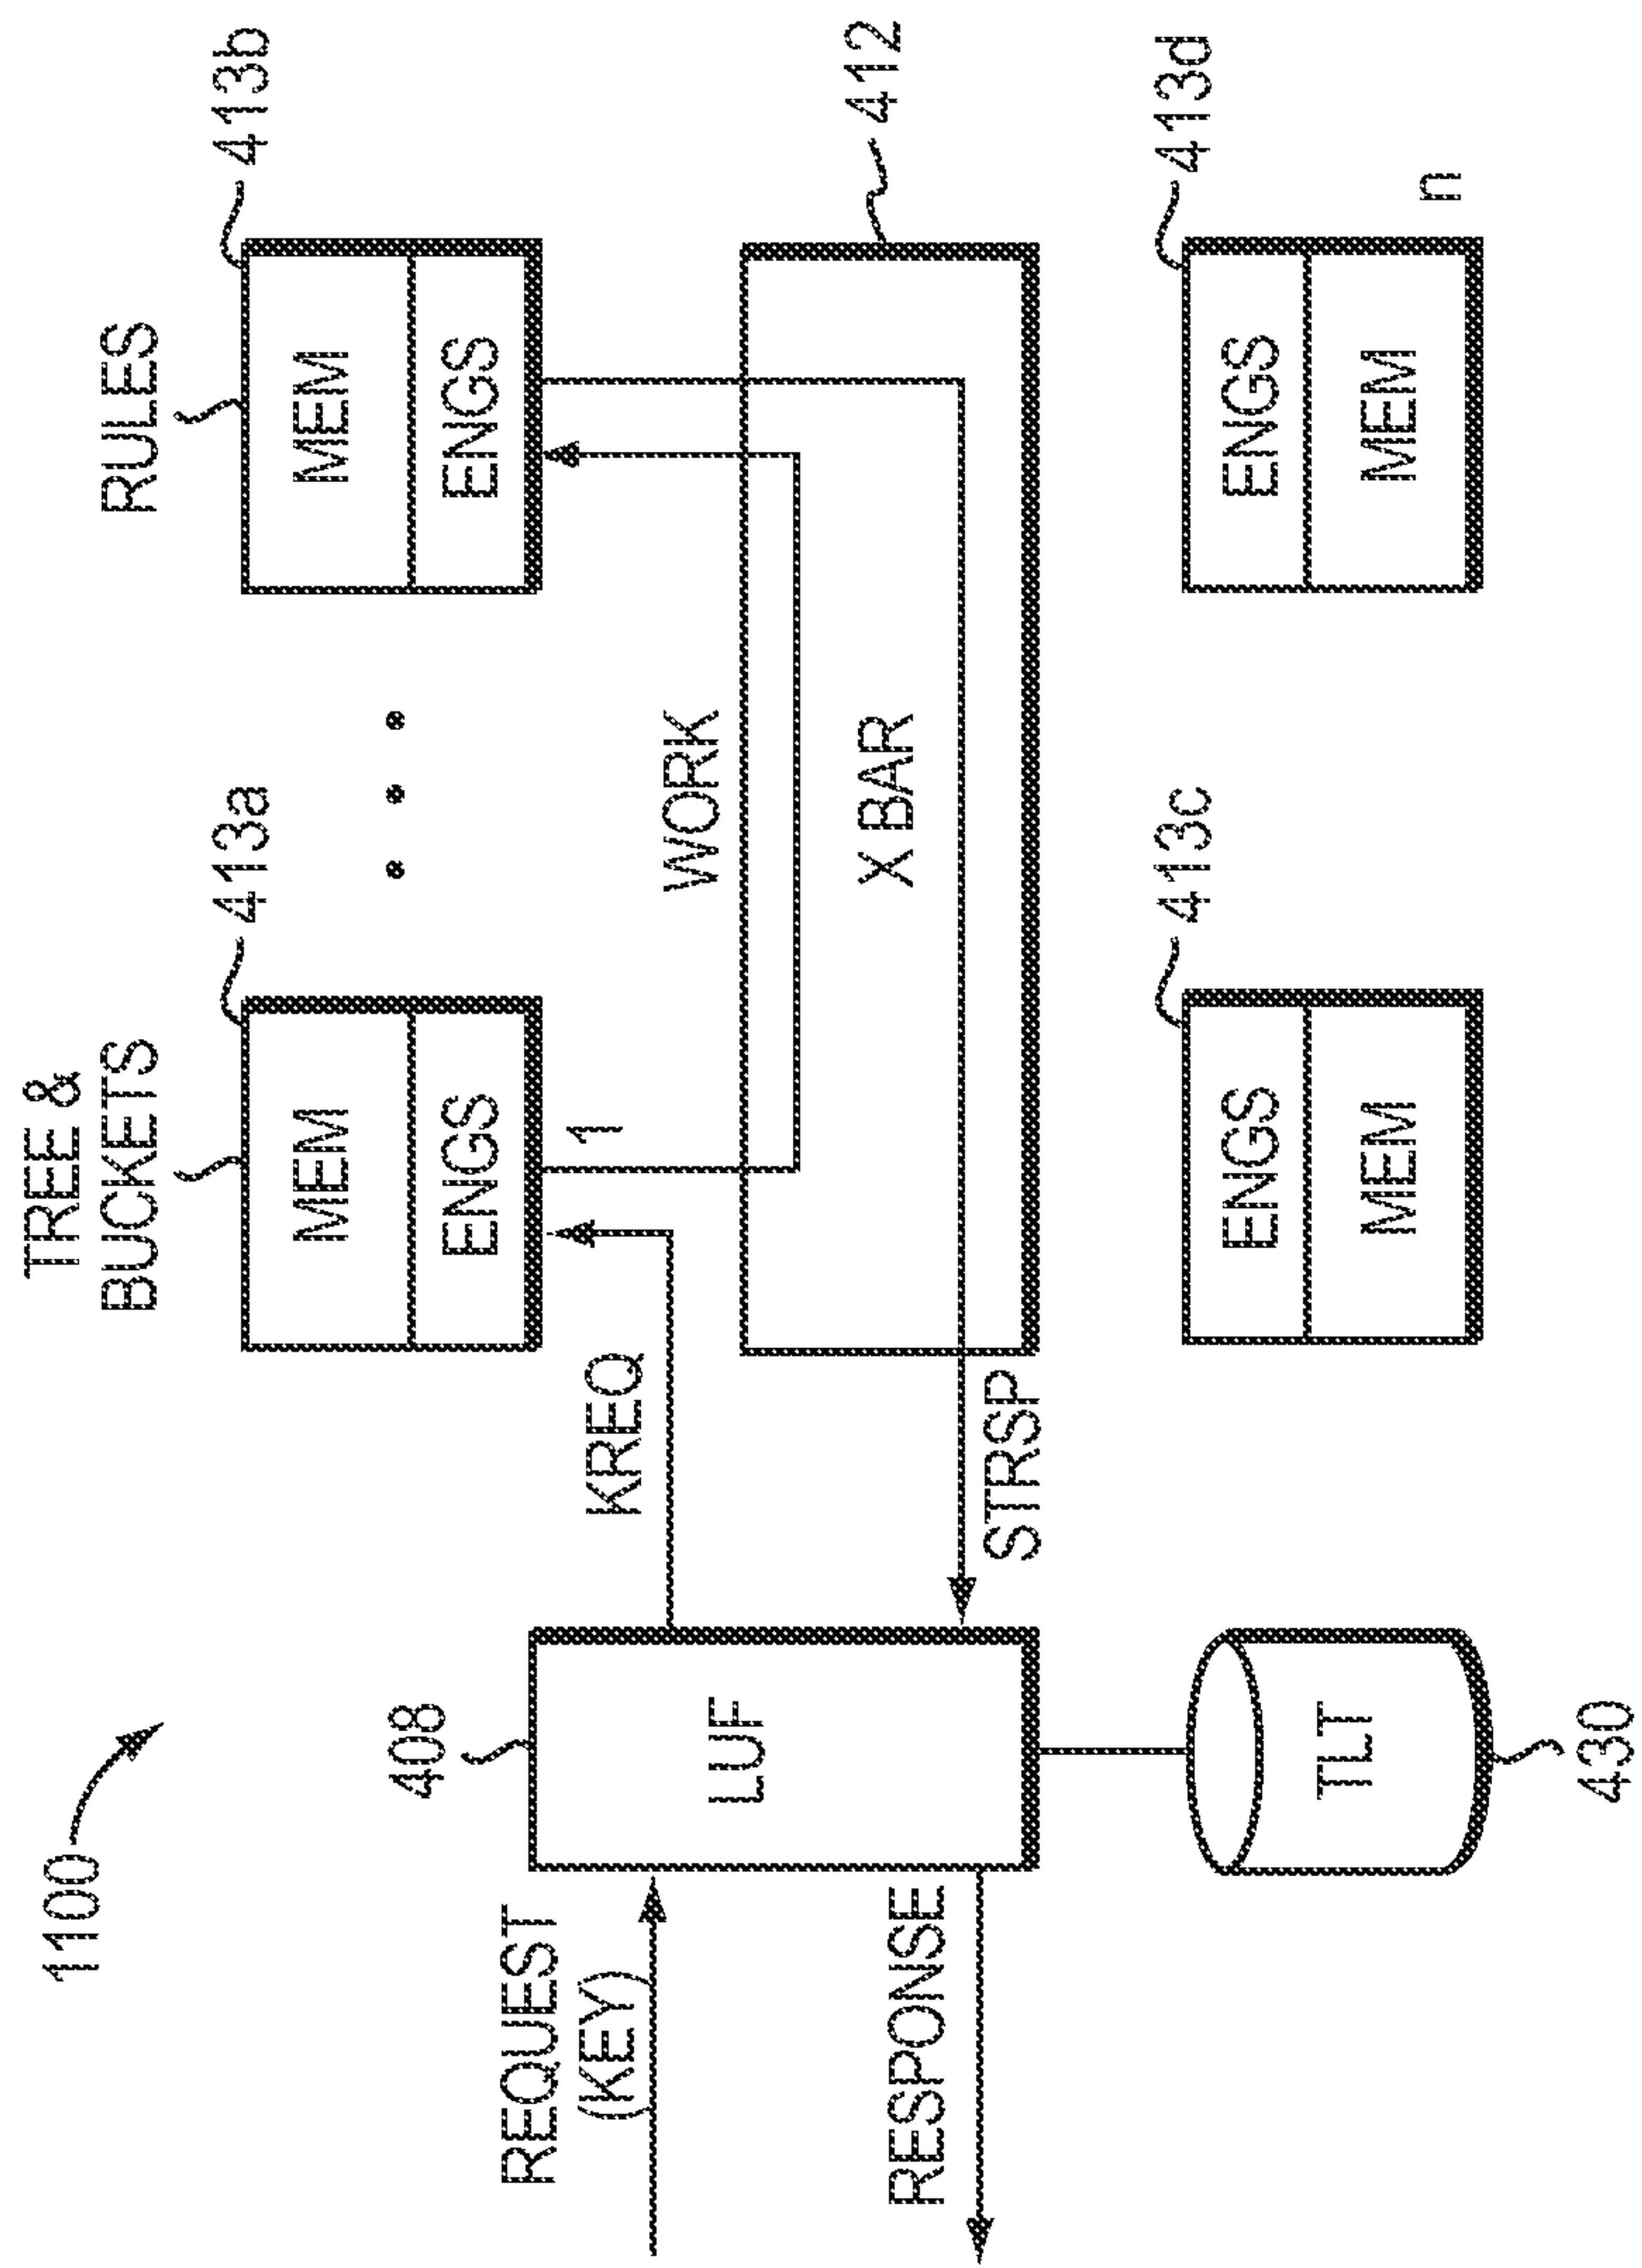 1100
TREE &
BUCKETS
RULES
413a
413b
MEM
MEM
ENGS
ENGS
1
408
KREQ
WORK
412
REQUEST
(KEY)
LUF
X BAR
RESPONSE
STRSP
413c
413d
ENGS
ENGS
TLT
MEM
MEM
n
430